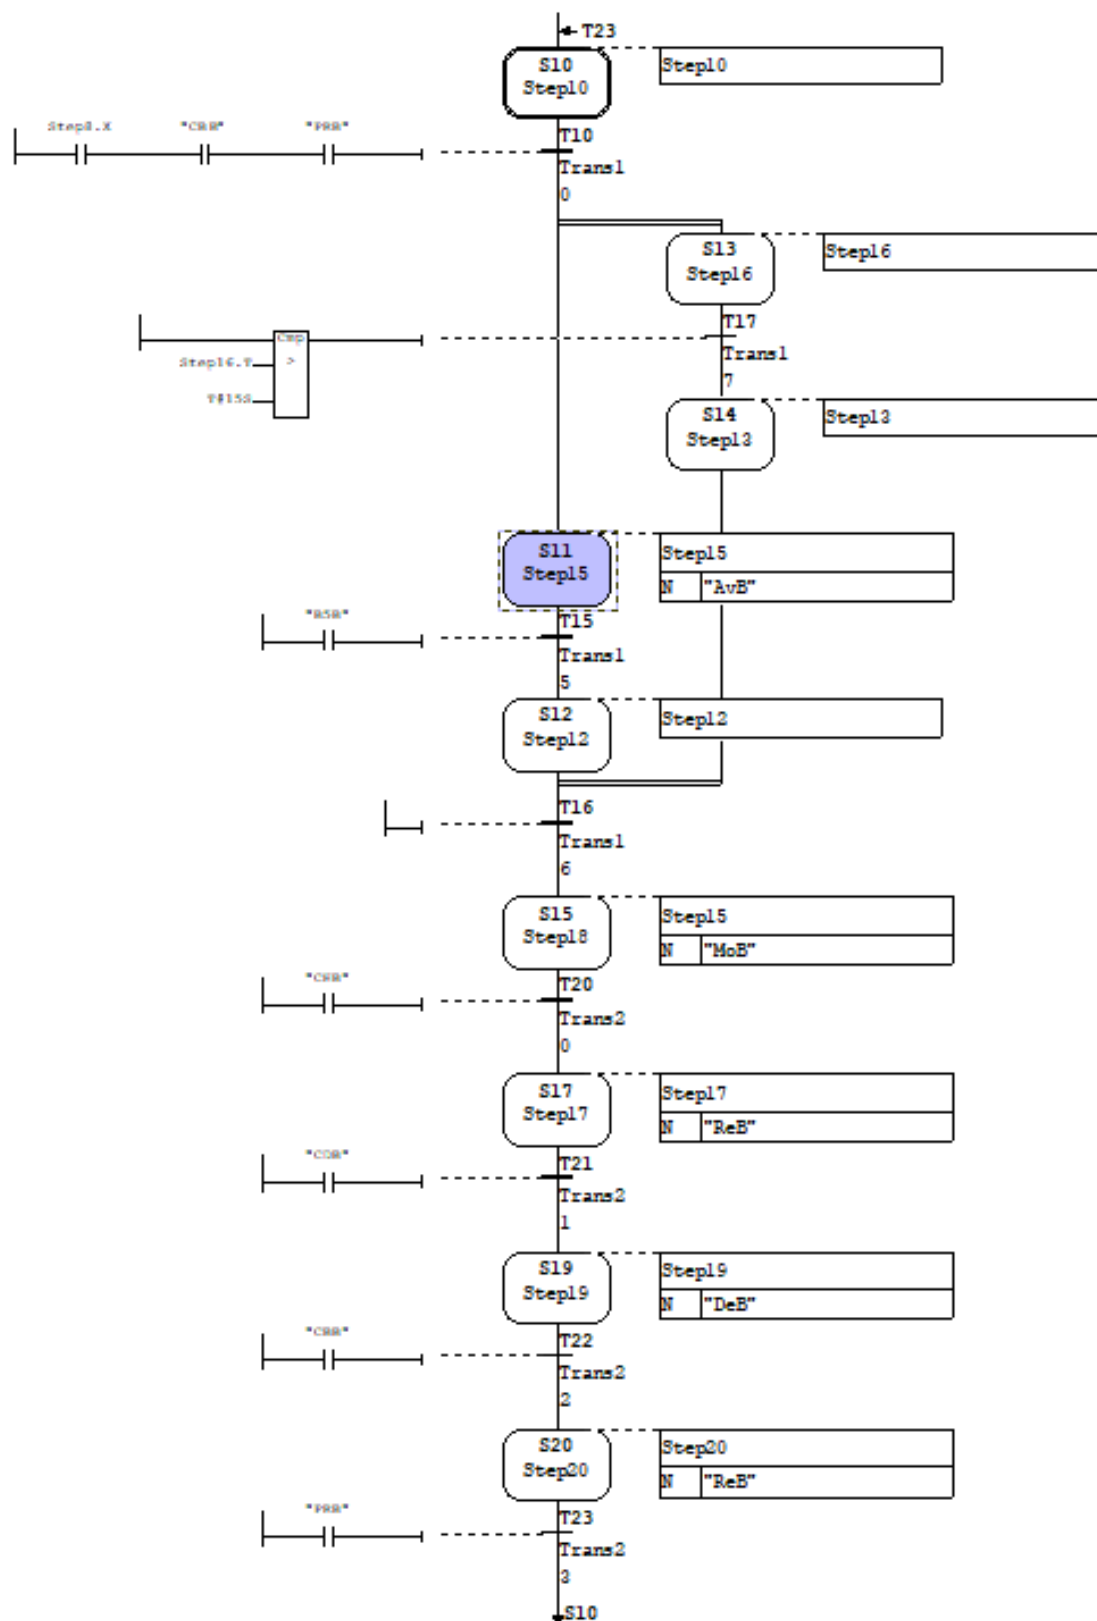 T23
S10
Step10
Step10
"CBB"
"PRB"
T10
Trans1
0
S13
Step16
Step16
T17
Trans1
7
Cmp
Step16.T
>
T#15S
S14
Step13
Step13
S11
Step15
Step15
N "AvB"
T15
Trans1
5
S12
Step12
Step12
T16
Trans1
6
S15
Step18
Step15
N "MoB"
T20
Trans2
0
S17
Step17
Step17
N "ReB"
T21
Trans2
1
S19
Step19
Step19
N "DeB"
T22
Trans2
2
S20
Step20
Step20
N "ReB"
"PRB"
T23
Trans2
3
S10